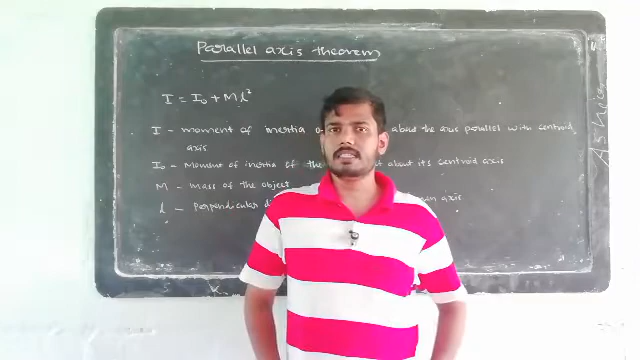 Parallel axis theorem
I = I₀ + Ml²
I - moment of inertia about the axis parallel with centroid
axis
I₀ - Moment of inertia of the about its centroid axis
M - mass of the object
l - Perpendicular axis